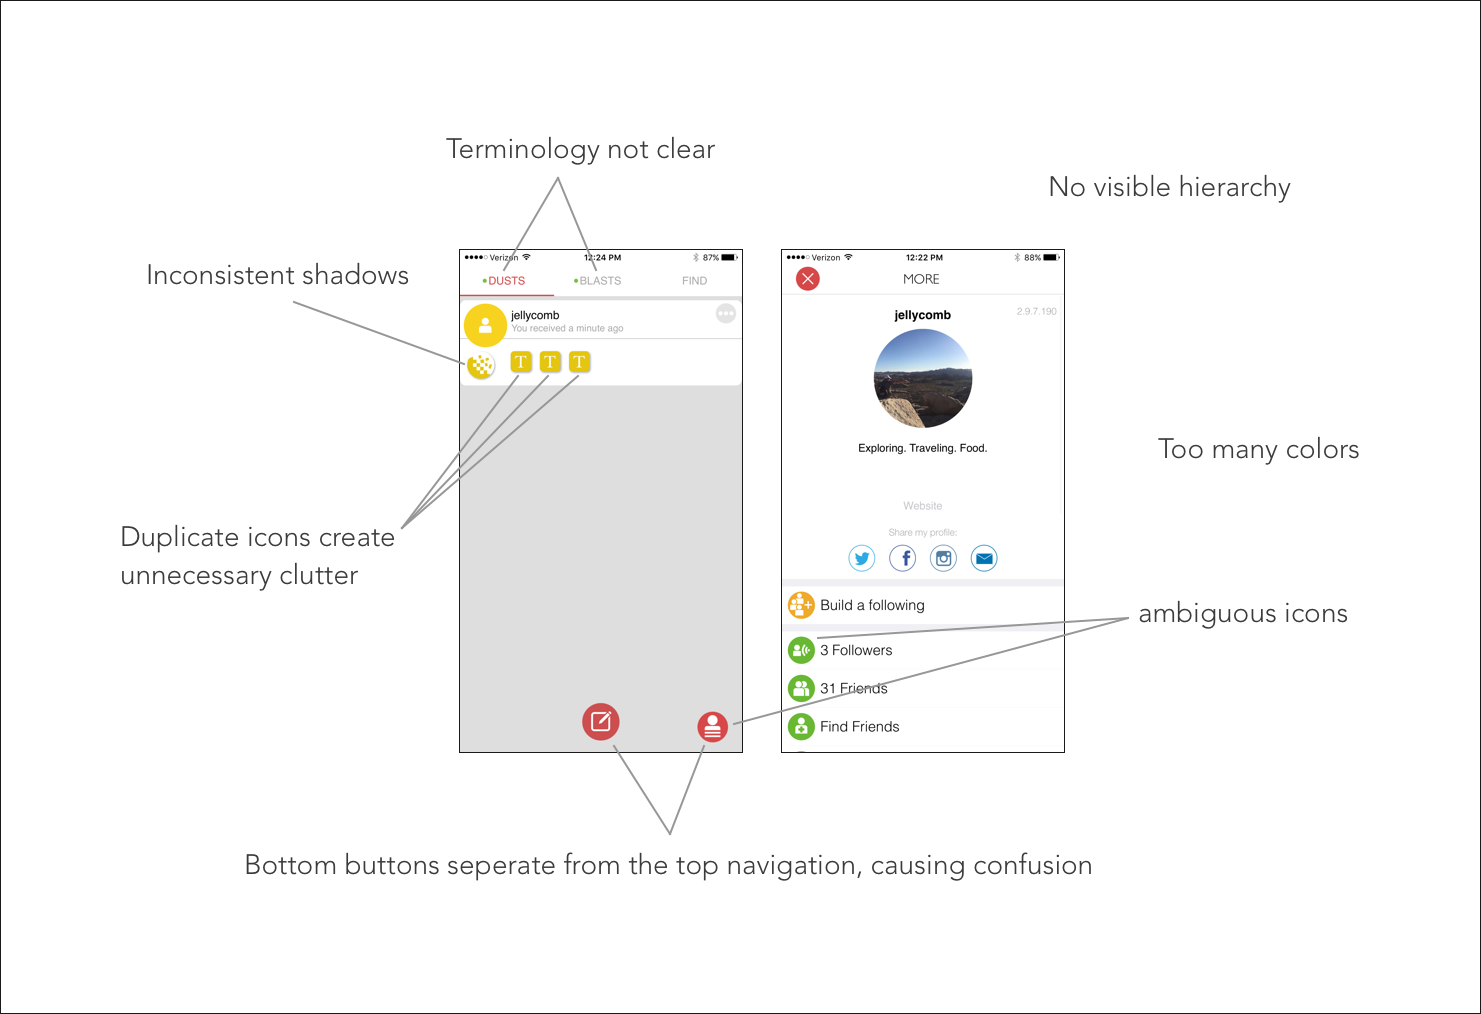 Terminology not clear
No visible hierarchy
Inconsistent shadows
Verizon 12:24 PM 87%
DUSTS BLASTS FIND
jellycomb
You received a minute ago
T T T
Verizon 12:22 PM 88%
MORE
jellycomb 2.9.7.190
Exploring. Traveling. Food.
Website
Share my profile:
f
Build a following
3 Followers
31 Friends
Find Friends
Too many colors
Duplicate icons create
unnecessary clutter
ambiguous icons
Bottom buttons seperate from the top navigation, causing confusion